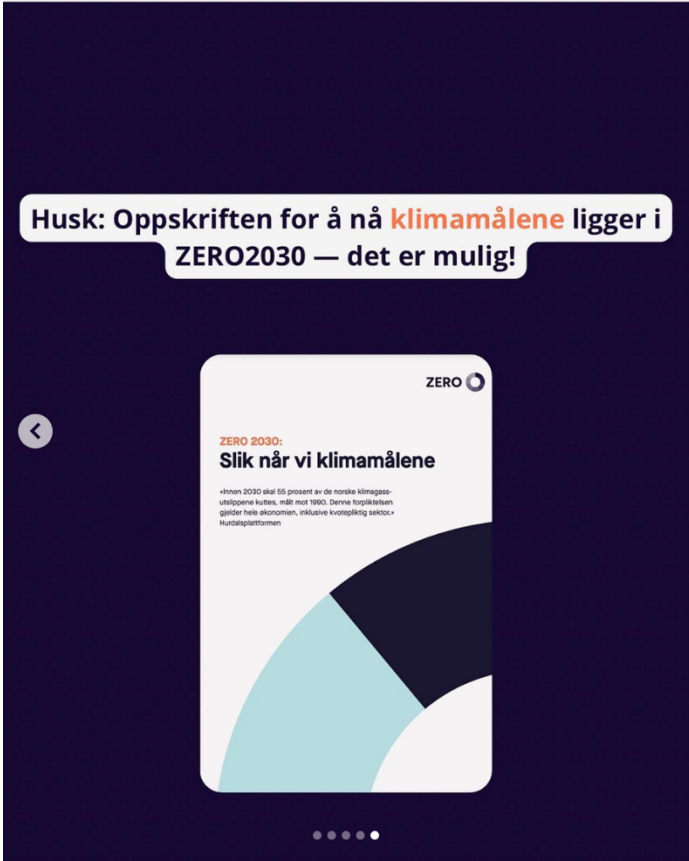 Husk: Oppskriften for å nå klimamålene ligger i
ZERO2030 — det er mulig!
ZERO
ZERO 2030:
Slik når vi klimamålene
«Innen 2030 skal 55 prosent av de norske klimagass-
utslippene kuttes, målt mot 1990. Denne forpliktelsen
gjelder hele økonomien, inklusive kvotepliktig sektor.»
Hurdalsplattformen